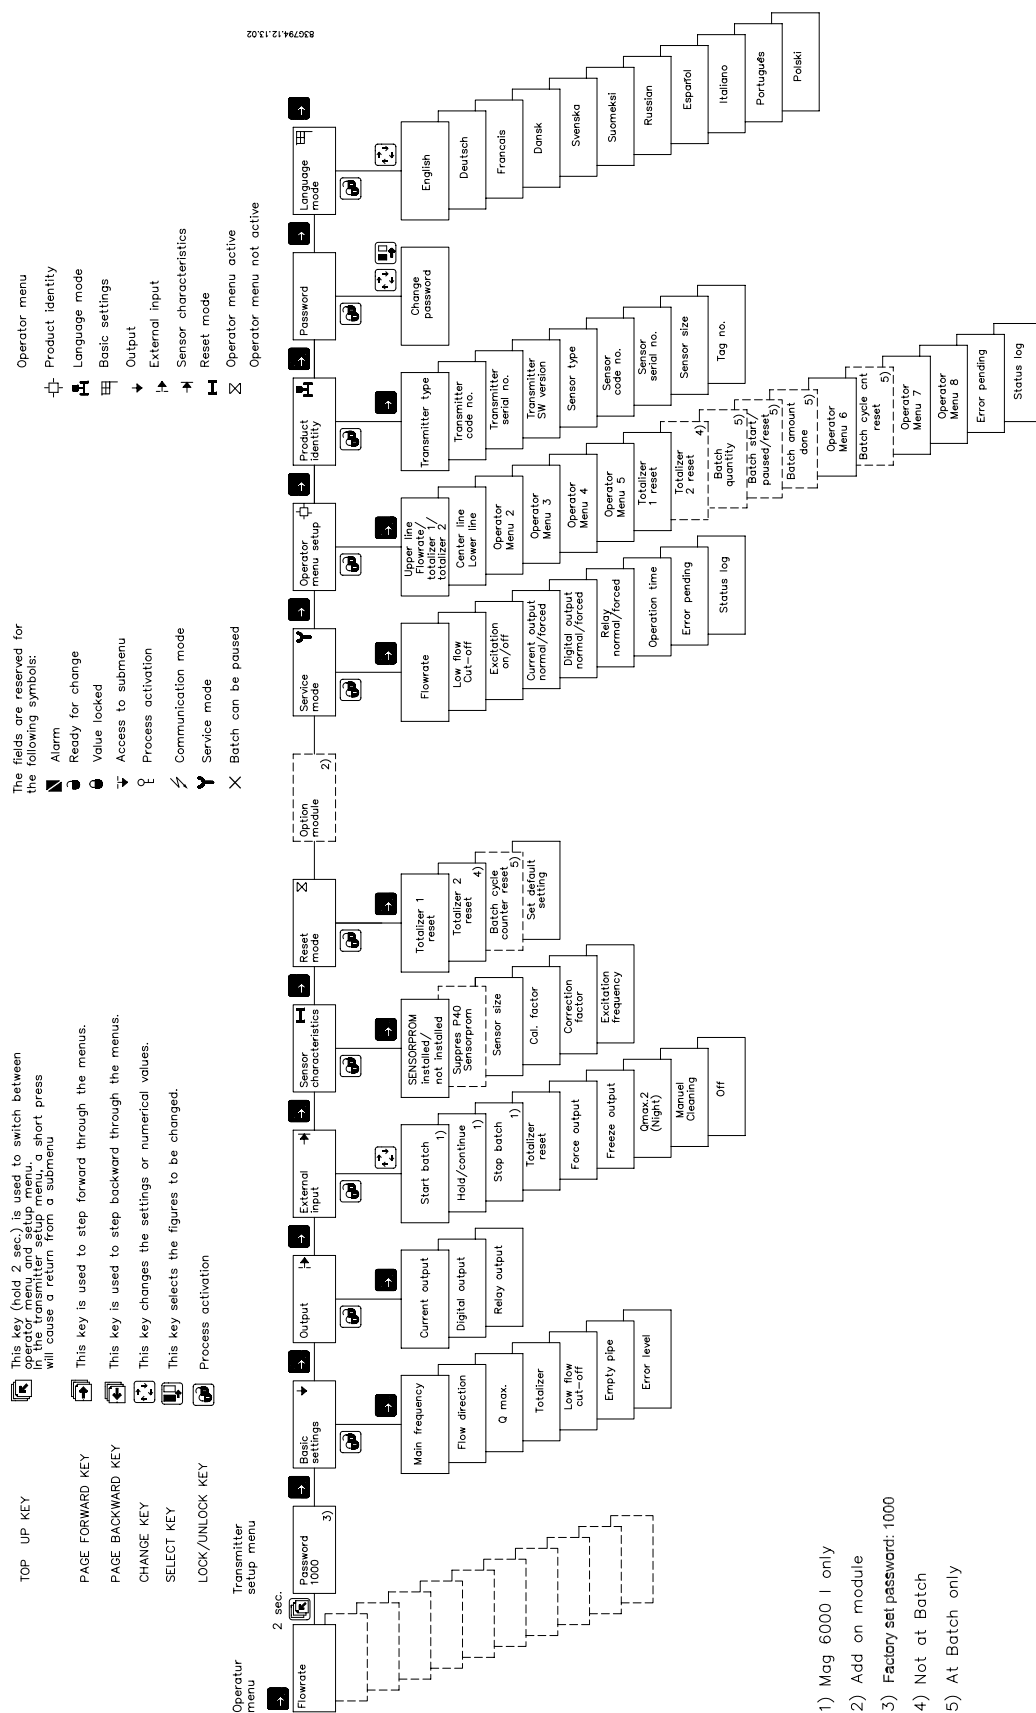 TOP UP KEY
This key (hold 2 sec.) is used to switch between
operator menu and setup menu.
In the transmitter setup menu, a short press
will cause a return from a submenu
PAGE FORWARD KEY
This key is used to step forward through the menus.
PAGE BACKWARD KEY
This key is used to step backward through the menus.
CHANGE KEY
This key changes the settings or numerical values.
SELECT KEY
This key selects the figures to be changed.
LOCK/UNLOCK KEY
Process activation
The fields are reserved for
the following symbols:
Alarm
Ready for change
Value locked
Access to submenu
Process activation
Communication mode
Service mode
Batch can be paused
Operator menu
Product identity
Language mode
Basic settings
Output
External input
Sensor characteristics
Reset mode
Operator menu active
Operator menu not active
83G794.12.13.02
Operatur
menu
Flowrate
2 sec.
Transmitter
setup menu
Password
1000
3)
Basic
settings
Main frequency
Flow direction
Q max.
Totalizer
Low flow
cut-off
Empty pipe
Error level
Output
Current output
Digital output
Relay output
External
input
Start batch
1)
Hold/continue
1)
Stop batch
1)
Totalizer
reset
Force output
Freeze output
Qmax.2
(Night)
Manuel
Cleaning
Off
Sensor
characteristics
SENSORPROM
installed/
not installed
Suppres P40
Sensorprom
Sensor size
Cal. factor
Correction
factor
Excitation
frequency
Reset
mode
Totalizer 1
reset
Totalizer 2
reset
4)
Batch cycle
counter reset
5)
Set default
setting
Option
module
2)
Service
mode
Flowrate
Low flow
Cut-off
Excitation
on/off
Current output
normal/forced
Digital output
normal/forced
Relay
normal/forced
Operation time
Error pending
Status log
Operator
menu setup
Upper line
Flowrate/
totalizer 1/
totalizer 2
Center line
Lower line
Operator
Menu 2
Operator
Menu 3
Operator
Menu 4
Operator
Menu 5
Totalizer
1 reset
Totalizer
2 reset
4)
Batch
quantity
5)
Batch start/
paused/reset
5)
Batch amount
done
5)
Operator
Menu 6
Batch cycle cnt
reset
5)
Operator
Menu 7
Operator
Menu 8
Error pending
Status log
Product
identity
Transmitter type
Transmitter
code no.
Transmitter
serial no.
Transmitter
SW version
Sensor type
Sensor
code no.
Sensor
serial no.
Sensor size
Tag no.
Password
Change
password
Language
mode
English
Deutsch
Francais
Dansk
Svenska
Suomeksi
Russian
Español
Italiano
Português
Polski
1) Mag 6000 I only
2) Add on module
3) Factory set password: 1000
4) Not at Batch
5) At Batch only